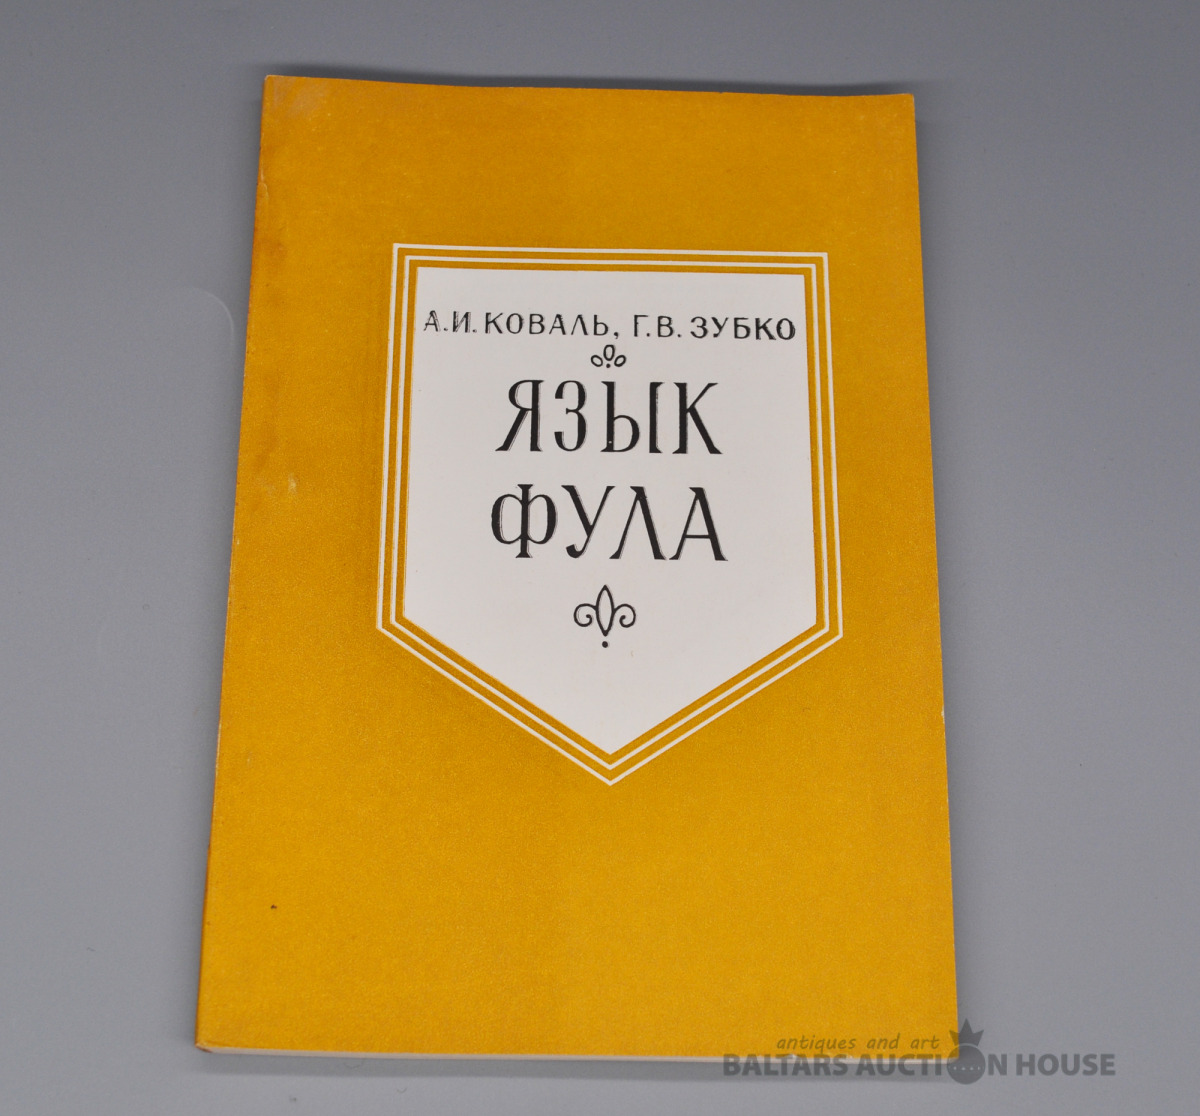 А.И. КОВАЛЬ, Г.В. ЗУБКО
ЯЗЫК
ФУЛА
antiques and art
BALTARS AUCTION HOUSE